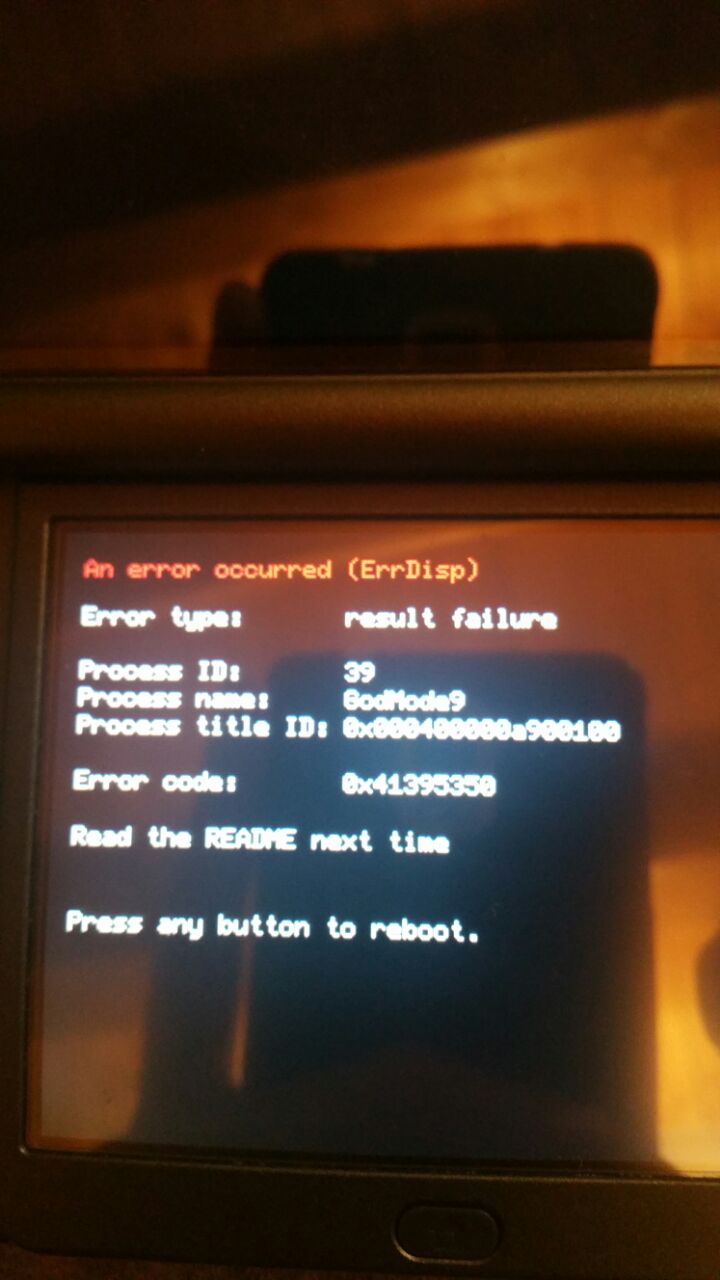 An error occurred (ErrDisp)
Error type: result failure
Process ID: 39
Process name: GodMode9
Process title ID: 0x000400000a900100
Error code: 0x41395350
Read the README next time
Press any button to reboot.